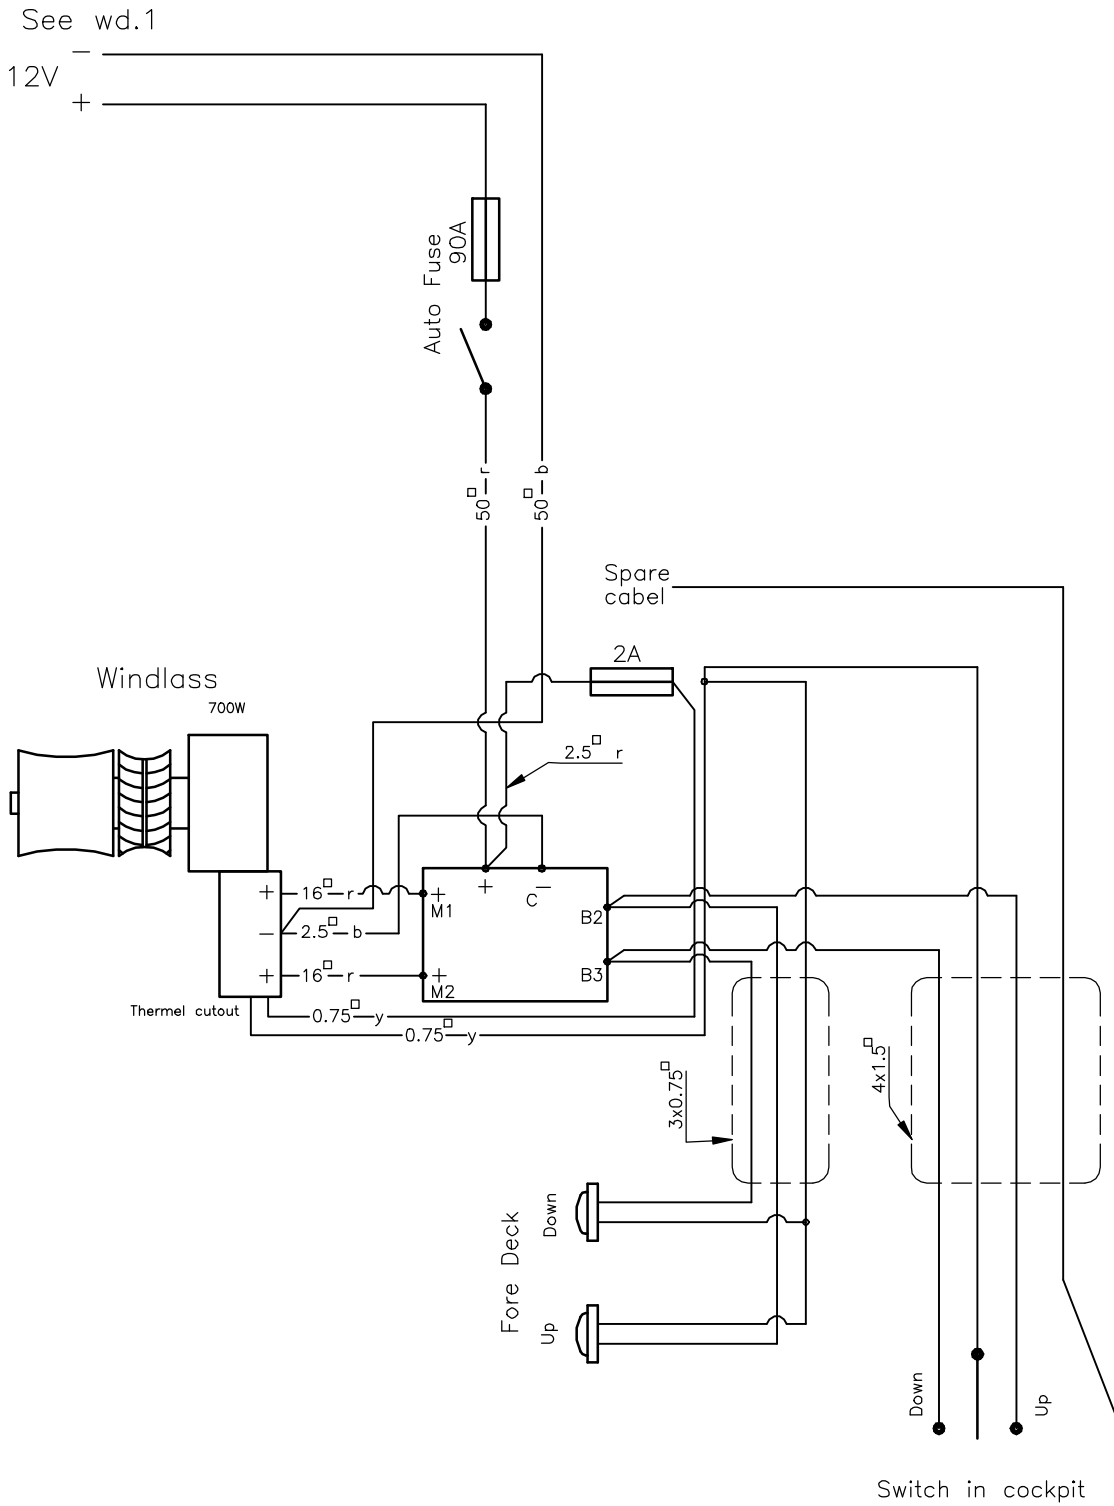 See wd.1
−
12V
+
Auto Fuse
90A
50□ r
50□ b
Spare
cabel
2A
Windlass
700W
2.5□ r
+ 16□ r + M1
+ C −
− 2.5□ b
+ 16□ r + M2
B2
B3
Thermel cutout
0.75□ y
0.75□ y
3x0.75□
4x1.5□
Fore Deck
Down
Up
Down
Up
Switch in cockpit